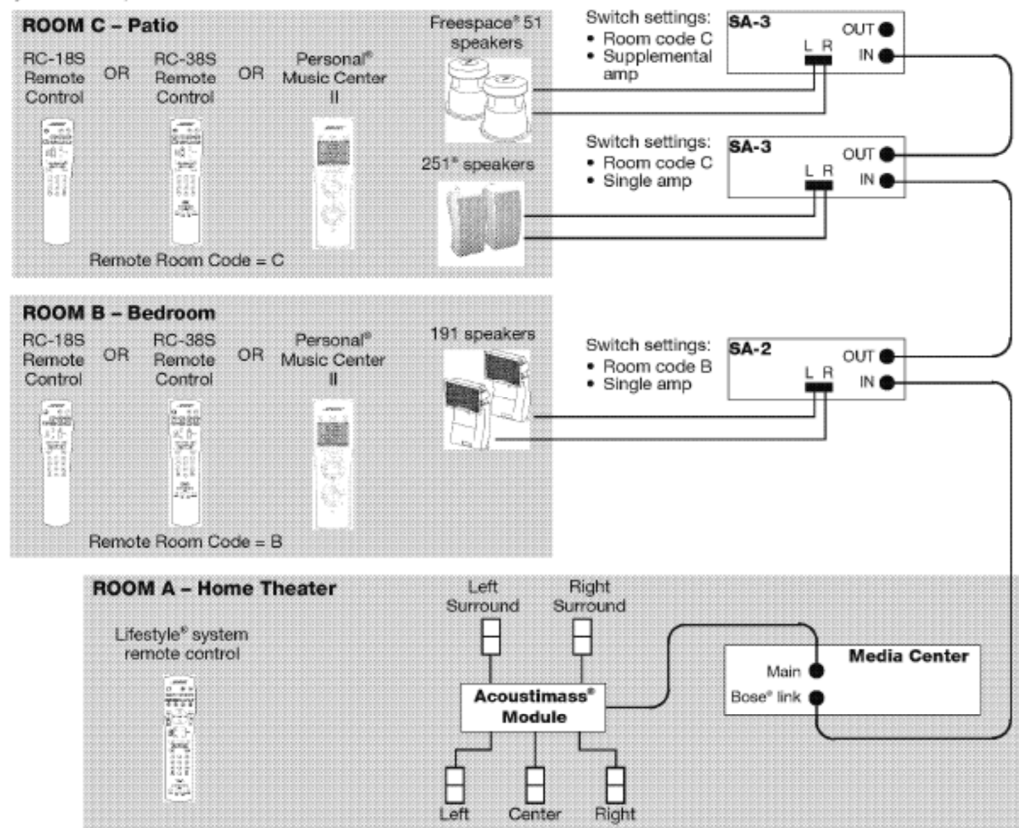 ROOM C – Patio
RC-18S
Remote
Control
OR
RC-38S
Remote
Control
OR
Personal®
Music Center
II
Remote Room Code = C
Freespace® 51
speakers
251® speakers
Switch settings:
• Room code C
• Supplemental
amp
SA-3
L R
OUT
IN
Switch settings:
• Room code C
• Single amp
SA-3
L R
OUT
IN
ROOM B – Bedroom
RC-18S
Remote
Control
OR
RC-38S
Remote
Control
OR
Personal®
Music Center
II
Remote Room Code = B
191 speakers
Switch settings:
• Room code B
• Single amp
SA-2
L R
OUT
IN
ROOM A – Home Theater
Lifestyle® system
remote control
Left
Surround
Right
Surround
Acoustimass®
Module
Left
Center
Right
Media Center
Main
Bose® link